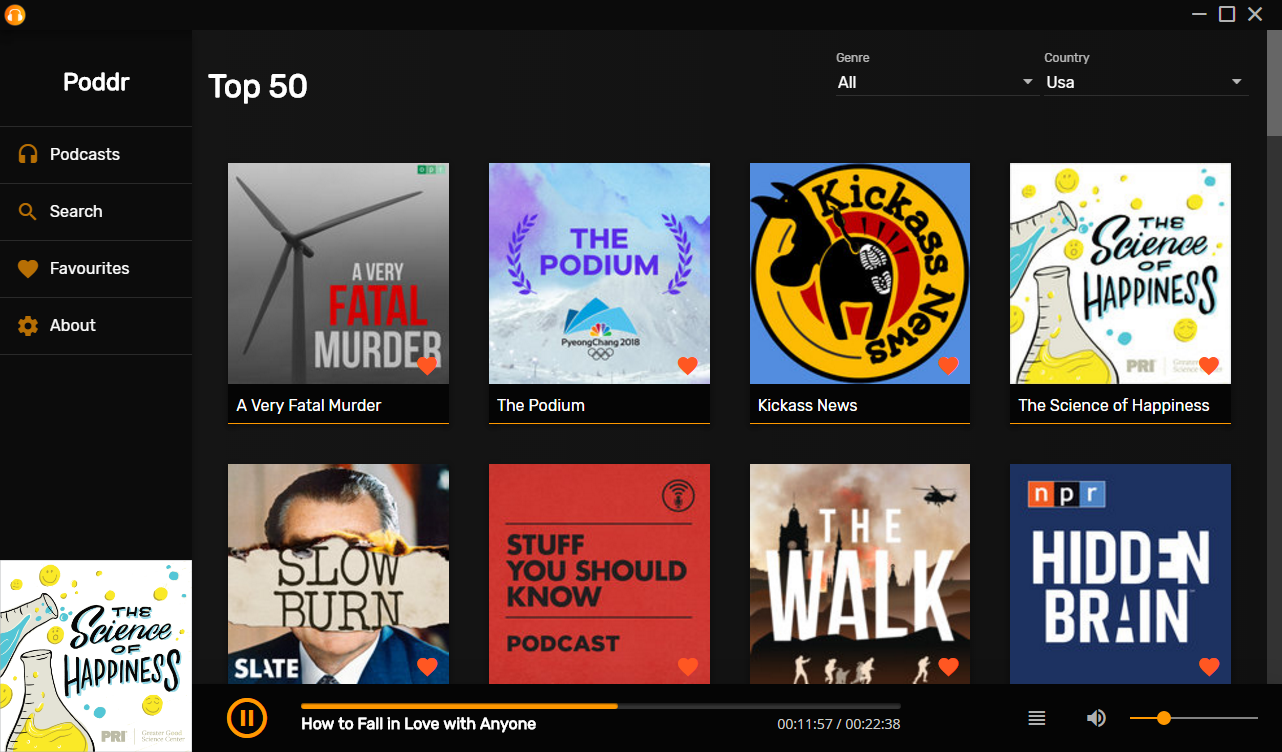 Poddr
Podcasts
Search
Favourites
About
Top 50
Genre
All
Country
Usa
opr
A VERY
FATAL
MURDER
A Very Fatal Murder
THE
PODIUM
PyeongChang 2018
The Podium
Kickass News
Kickass News
THE
Science
OF
HAPPINESS
PRI
Greater Good
Science Center
The Science of Happiness
SLOW
BURN
SLATE
STUFF
YOU SHOULD
KNOW
PODCAST
THE
WALK
npr
HIDDEN
BRAIN
THE
Science
OF
HAPPINESS
PRI
Greater Good
Science Center
How to Fall in Love with Anyone
00:11:57 / 00:22:38